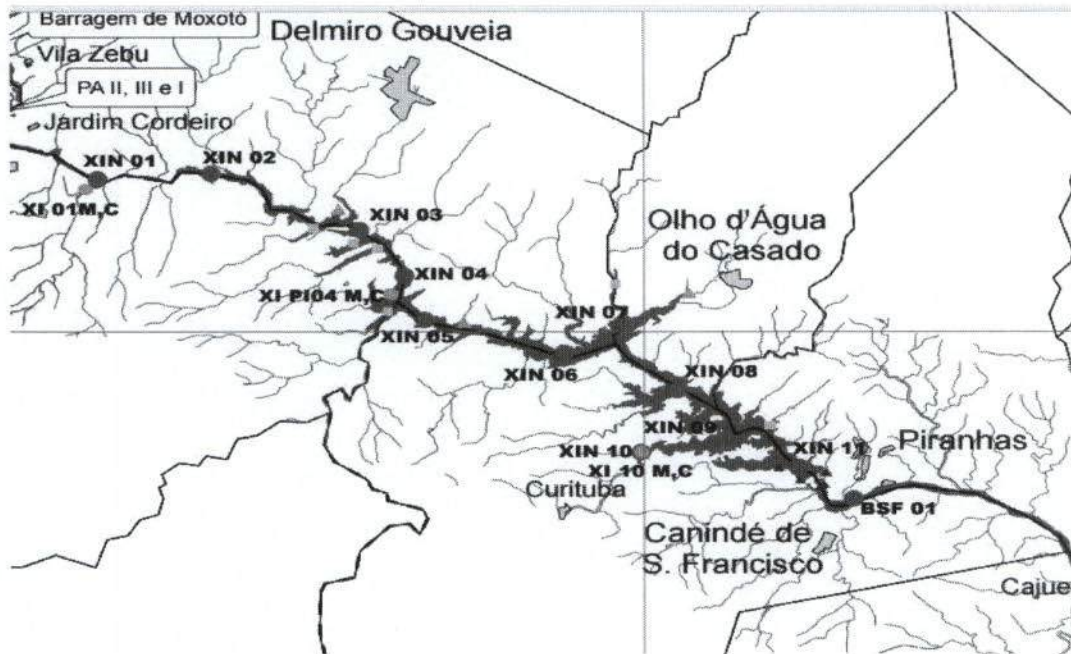 Barragem de Moxotó
Delmiro Gouveia
Vila Zebu
PA II, III e I
Jardim Cordeiro
XIN 01
XIN 02
XI 01M,C
XIN 03
Olho d'Água
do Casado
XIN 04
XI PI04 M,C
XIN 05
XIN 07
XIN 06
XIN 08
XIN 09
XIN 10
XI 10 M,C
XIN 11
Piranhas
Curituba
BSF 01
Canindé de
S. Francisco
Cajue